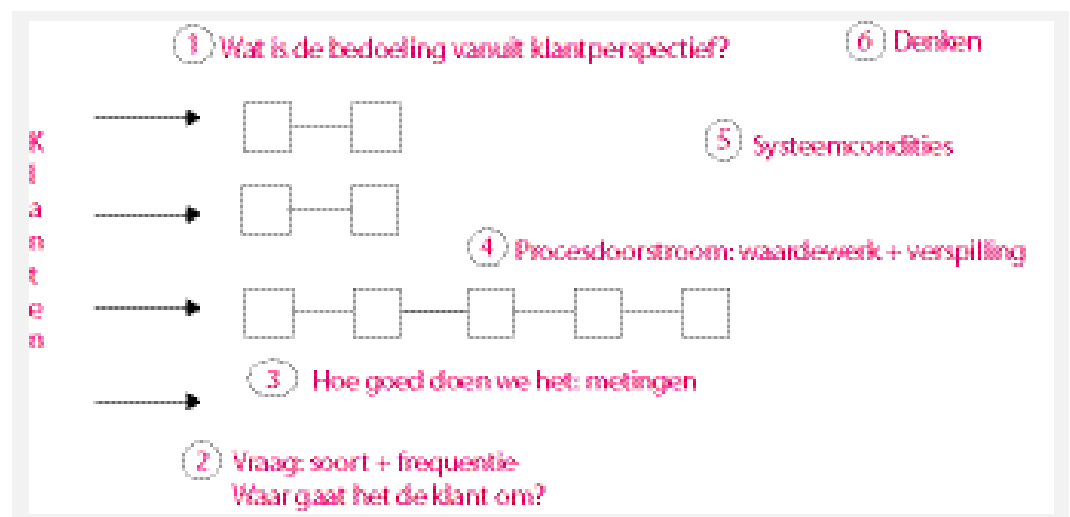 1 Wat is de bedoeling vanuit klantperspectief?
6 Denken
Klanten
5 Systeemcondities
4 Procesdoorstroom: waardewerk + verspilling
3 Hoe goed doen we het: metingen
2 Vraag: soort + frequentie
Waar gaat het de klant om?